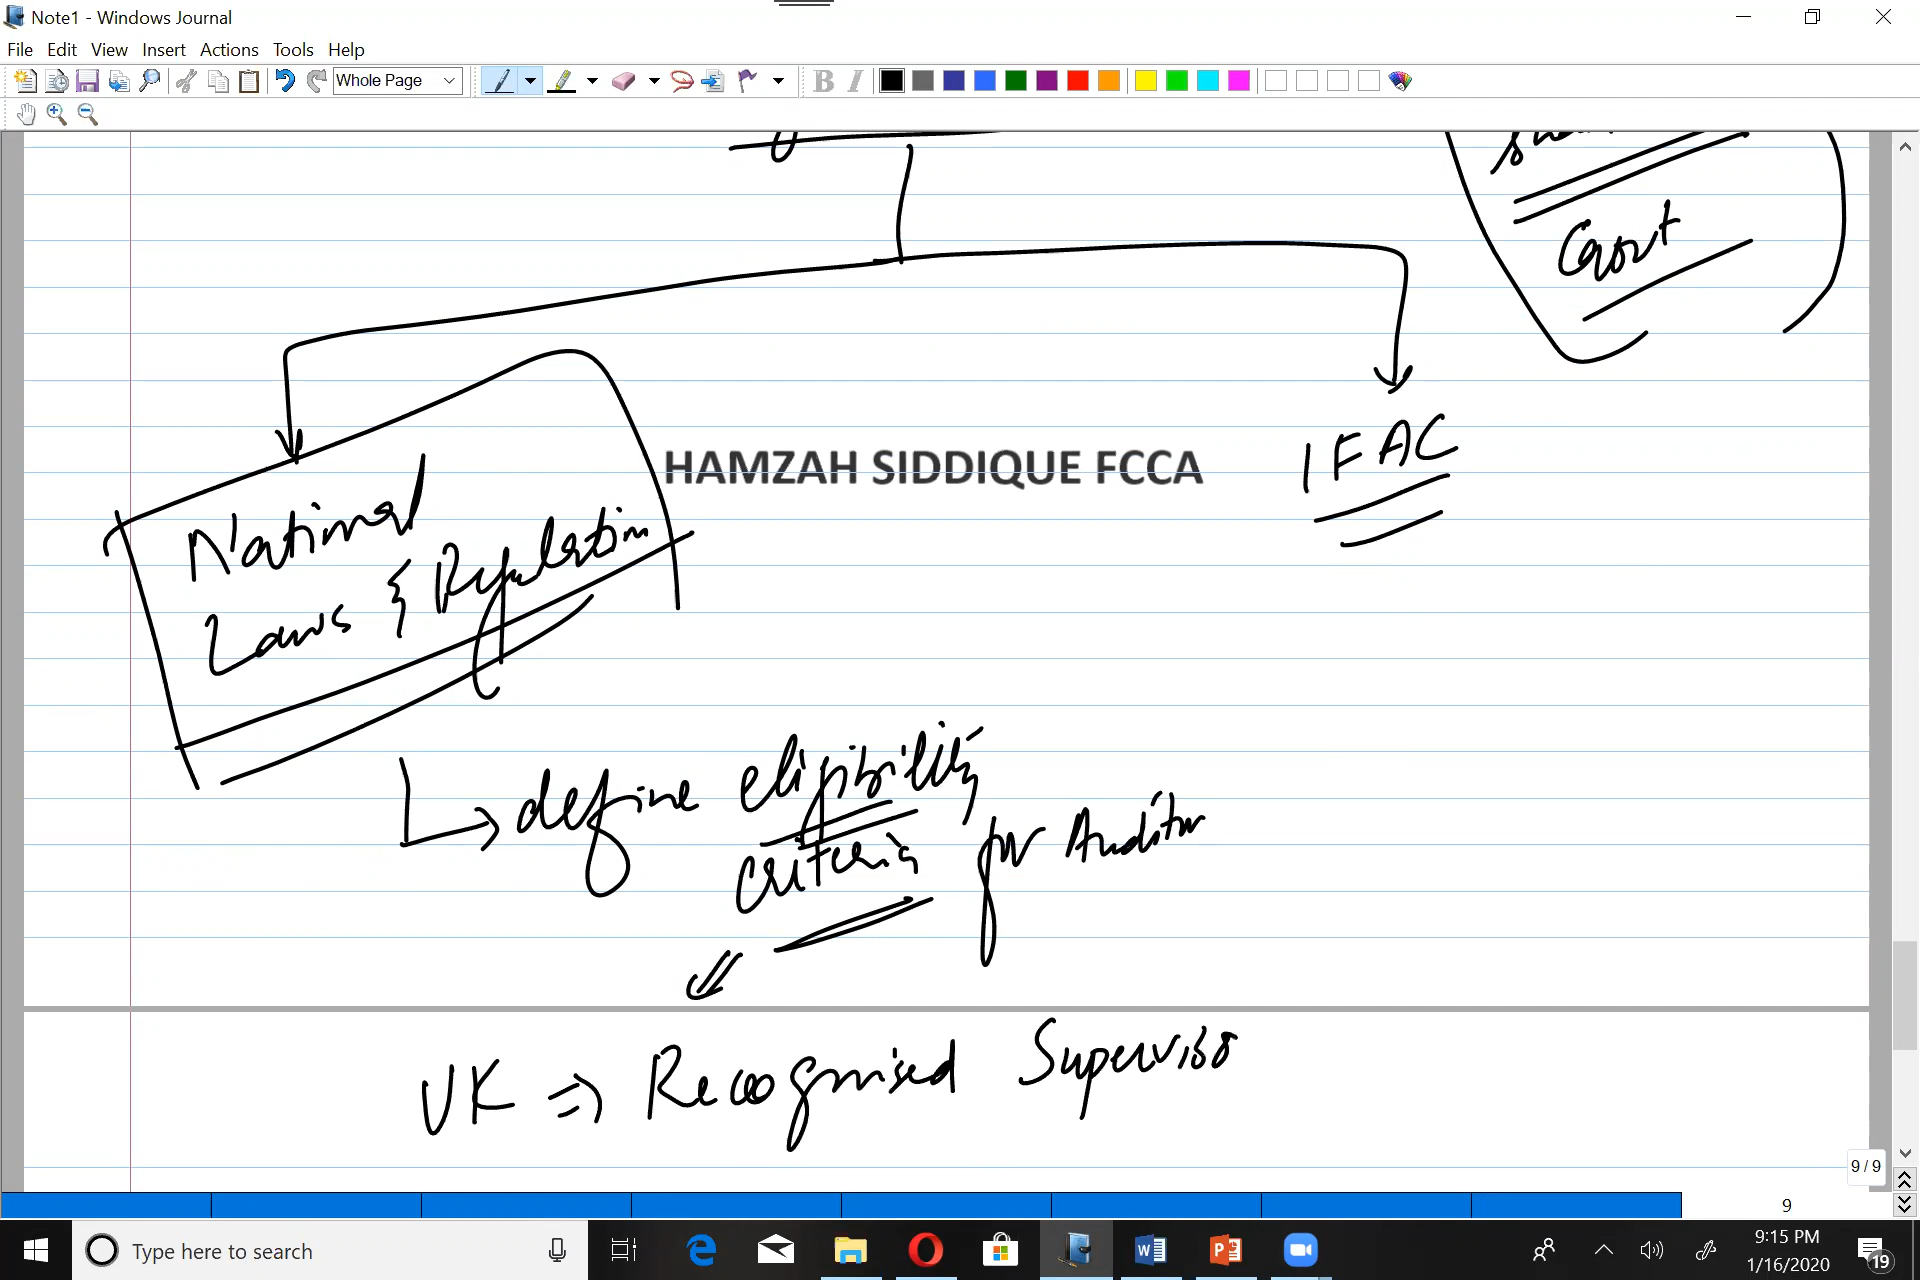 Note1 - Windows Journal
File Edit View Insert Actions Tools Help
Whole Page
B I
Govt
IFAC
HAMZAH SIDDIQUE FCCA
National
Laws & Regulation
define eligibility
criteria for Auditor
UK => Recognised Superviso
9 / 9
9
Type here to search
9:15 PM
1/16/2020
19